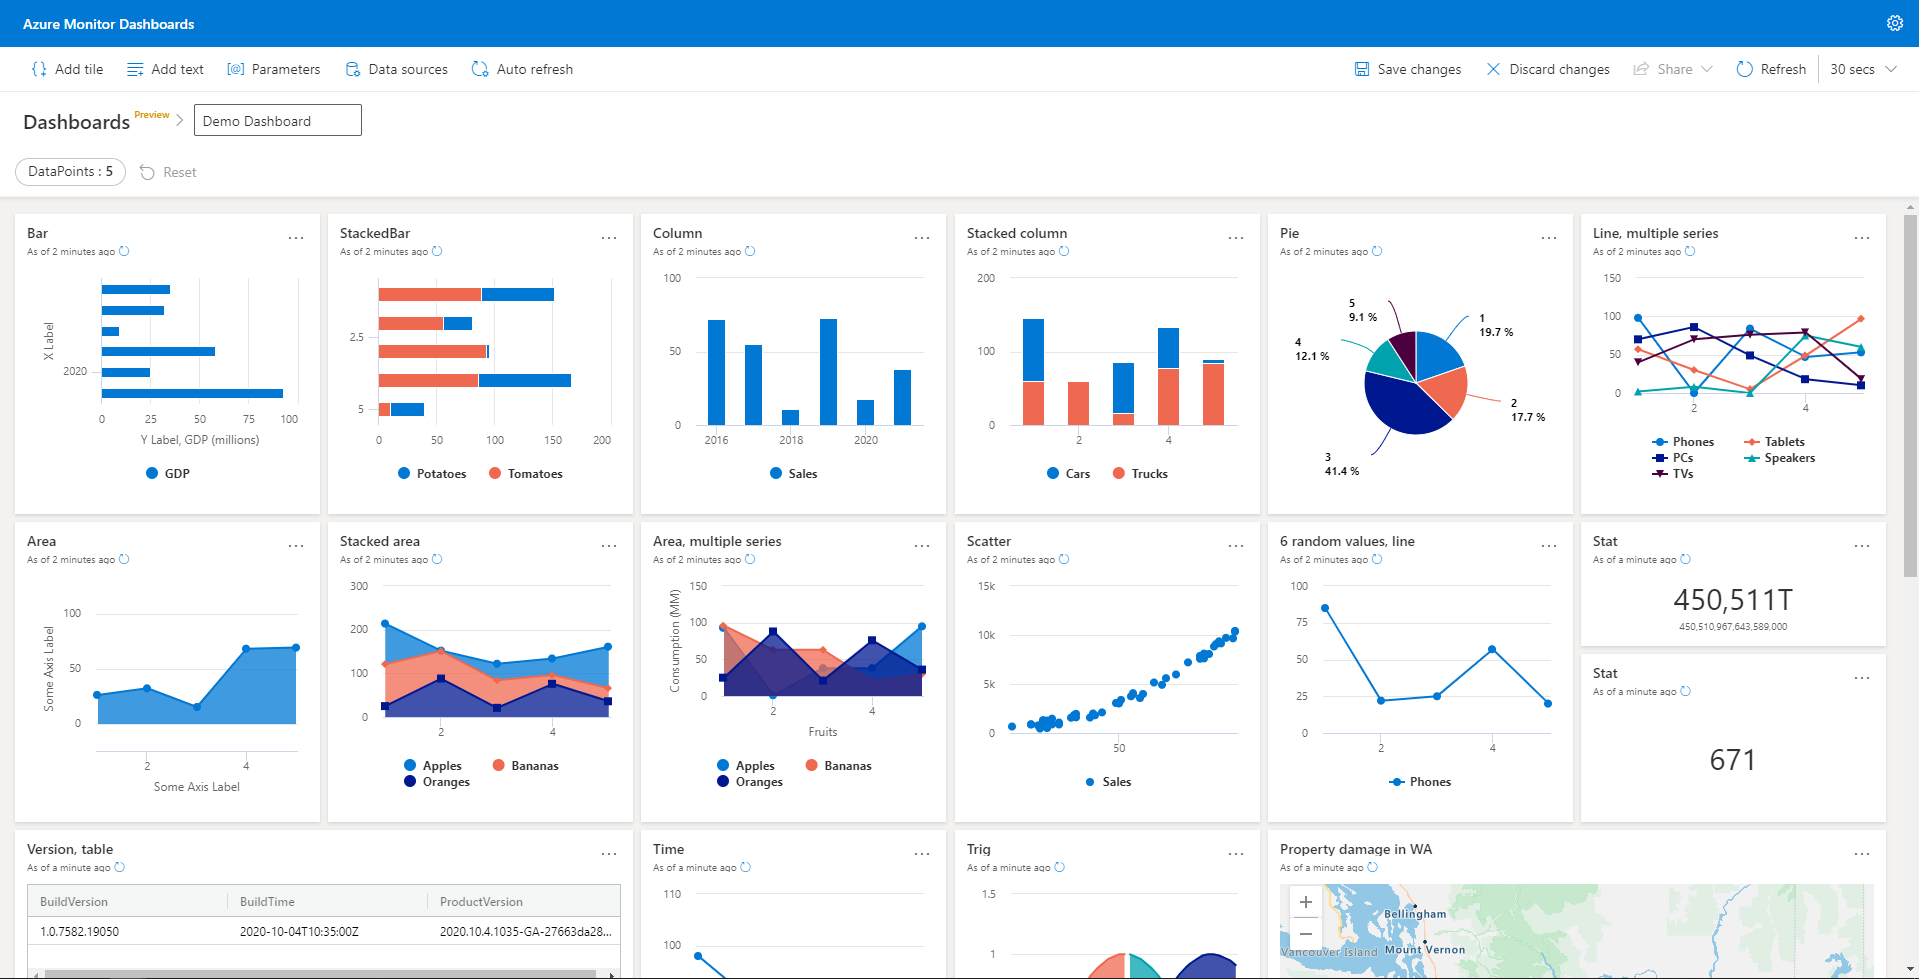 Azure Monitor Dashboards
Add tile
Add text
[@] Parameters
Data sources
Auto refresh
Save changes
Discard changes
Share
Refresh
30 secs
Dashboards Preview
Demo Dashboard
DataPoints : 5
Reset
Bar
As of 2 minutes ago
X Label
2020
0 25 50 75 100
Y Label, GDP (millions)
GDP
StackedBar
As of 2 minutes ago
2.5
5
0 50 100 150 200
Potatoes Tomatoes
Column
As of 2 minutes ago
100
50
0
2016 2018 2020
Sales
Stacked column
As of 2 minutes ago
200
100
0
2 4
Cars Trucks
Pie
As of 2 minutes ago
5
9.1 %
1
19.7 %
4
12.1 %
2
17.7 %
3
41.4 %
Line, multiple series
As of 2 minutes ago
150
100
50
0
2 4
Phones Tablets
PCs Speakers
TVs
Area
As of 2 minutes ago
Some Axis Label
100
50
0
2 4
Some Axis Label
Stacked area
As of 2 minutes ago
300
200
100
0
2 4
Apples Bananas
Oranges
Area, multiple series
As of 2 minutes ago
Consumption (MM)
150
100
50
0
2 4
Fruits
Apples Bananas
Oranges
Scatter
As of 2 minutes ago
15k
10k
5k
0
50
Sales
6 random values, line
As of 2 minutes ago
100
75
50
25
0
2 4
Phones
Stat
As of a minute ago
450,511T
450,510,967,643,589,000
Stat
As of a minute ago
671
Version, table
As of a minute ago
BuildVersion BuildTime ProductVersion
1.0.7582.19050 2020-10-04T10:35:00Z 2020.10.4.1035-GA-27663da28...
Time
As of a minute ago
110
100
Trig
As of a minute ago
1.5
1
Property damage in WA
As of a minute ago
+
−
Bellingham
Vancouver Island
Mount Vernon